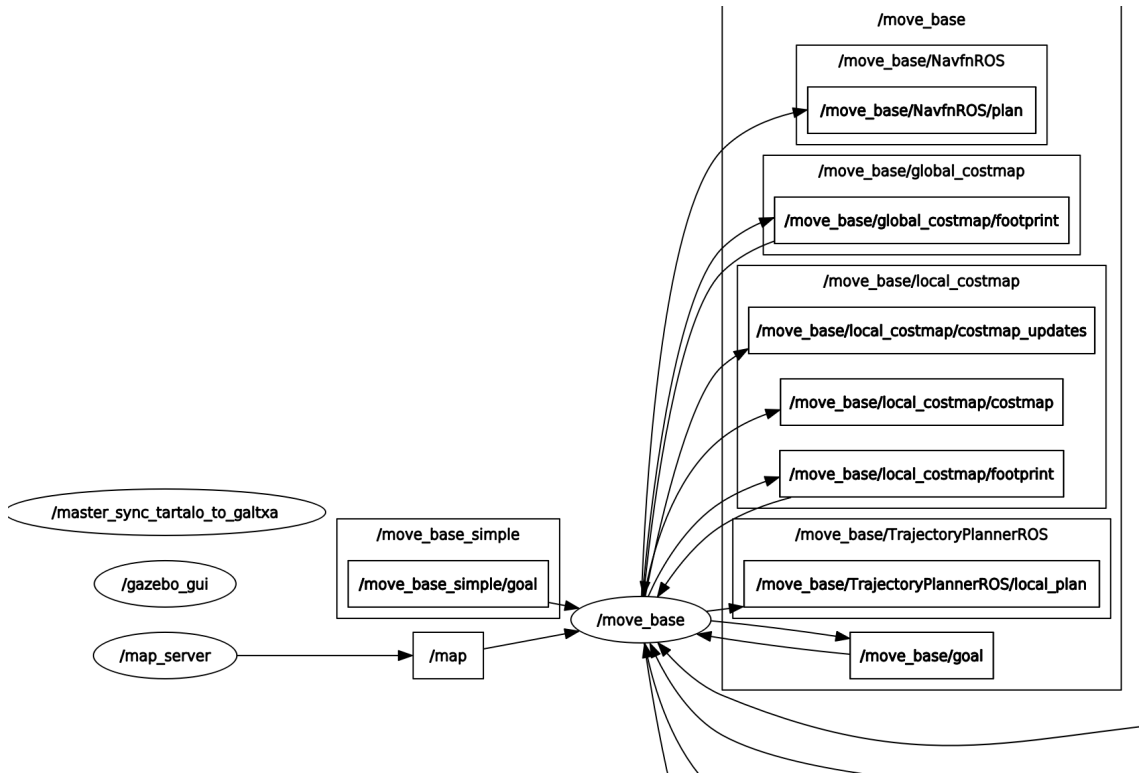 /move_base
/move_base/NavfnROS
/move_base/NavfnROS/plan
/move_base/global_costmap
/move_base/global_costmap/footprint
/move_base/local_costmap
/move_base/local_costmap/costmap_updates
/move_base/local_costmap/costmap
/move_base/local_costmap/footprint
/master_sync_tartalo_to_galtxa
/move_base_simple
/move_base/TrajectoryPlannerROS
/gazebo_gui
/move_base_simple/goal
/move_base/TrajectoryPlannerROS/local_plan
/move_base
/map_server
/map
/move_base/goal